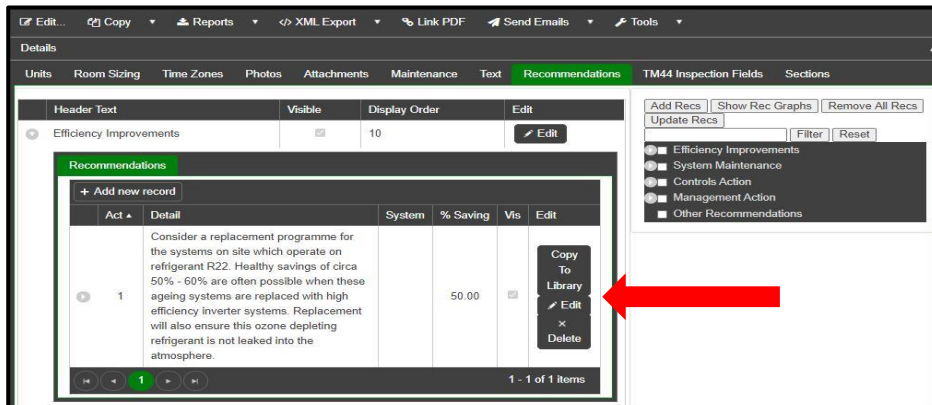 Edit... Copy Reports </> XML Export Link PDF Send Emails Tools
Details
Units Room Sizing Time Zones Photos Attachments Maintenance Text Recommendations TM44 Inspection Fields Sections
Header Text Visible Display Order Edit
Efficiency Improvements 10 Edit
Recommendations
+ Add new record
Act Detail System % Saving Vis Edit
1
Consider a replacement programme for
the systems on site which operate on
refrigerant R22. Healthy savings of circa
50% - 60% are often possible when these
ageing systems are replaced with high
efficiency inverter systems. Replacement
will also ensure this ozone depleting
refrigerant is not leaked into the
atmosphere.
50.00
Copy
To
Library
Edit
×
Delete
1
1 - 1 of 1 items
Add Recs Show Rec Graphs Remove All Recs
Update Recs
Filter Reset
Efficiency Improvements
System Maintenance
Controls Action
Management Action
Other Recommendations